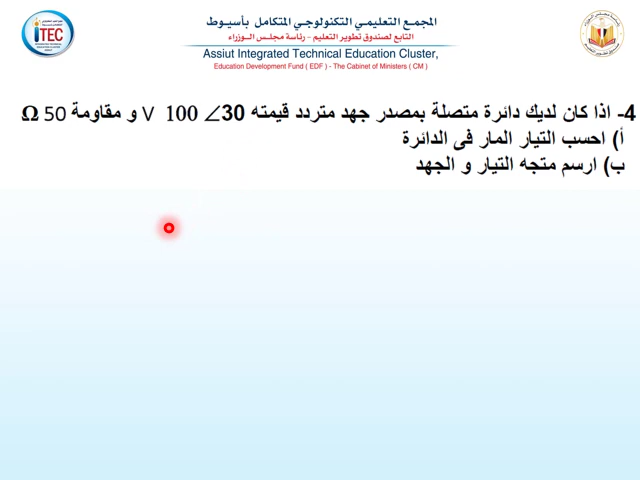 المجمع التعليمي التكنولوجي المتكامل بأسيوط
التابع لصندوق تطوير التعليم - رئاسة مجلس الوزراء
Assiut Integrated Technical Education Cluster,
Education Development Fund ( EDF ) - The Cabinet of Ministers ( CM )
iTEC
4- اذا كان لديك دائرة متصلة بمصدر جهد متردد قيمته 100 ∠30 V و مقاومة 50 Ω
أ) احسب التيار المار فى الدائرة
ب) ارسم متجه التيار و الجهد